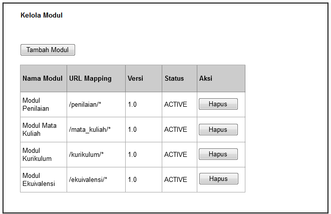 Kelola Modul
Tambah Modul
Nama Modul URL Mapping Versi Status Aksi
Modul
Penilaian /penilaian/* 1.0 ACTIVE Hapus
Modul Mata
Kuliah /mata_kuliah/* 1.0 ACTIVE Hapus
Modul
Kurikulum /kurikulum/* 1.0 ACTIVE Hapus
Modul
Ekuivalensi /ekuivalensi/* 1.0 ACTIVE Hapus